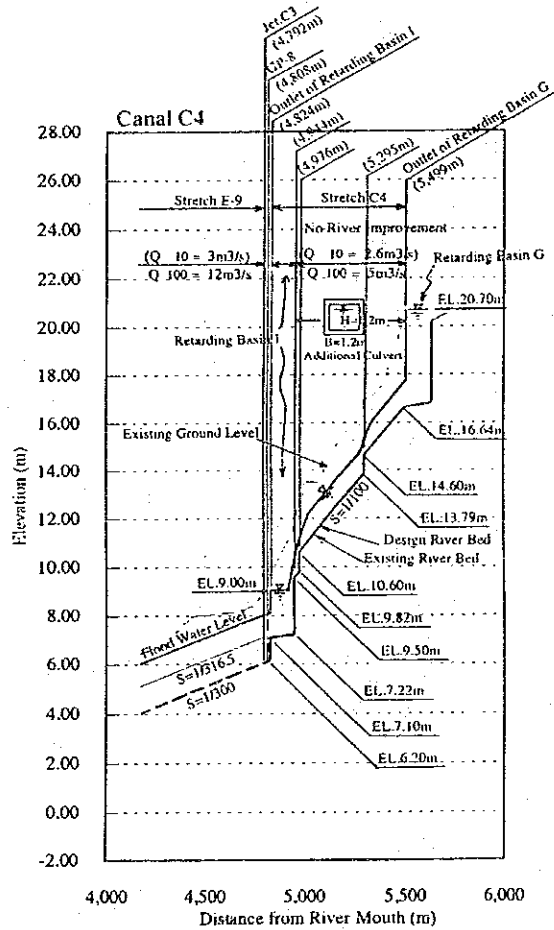 Jct.C3
(4,792m)
GP-8
(4,808m)
Outlet of Retarding Basin I
(4,824m)
(4,976m)
(5,295m)
Outlet of Retarding Basin G
(5,499m)
Canal C4
28.00
26.00
24.00
22.00
20.00
18.00
16.00
14.00
12.00
10.00
8.00
6.00
4.00
2.00
0.00
-2.00
Elevation (m)
Stretch E-9
Stretch C4
No River Improvement
(Q 10 = 3m3/s)
Q 100 = 12m3/s
(Q 10 = 2.6m3/s)
Q 100 = 5m3/s
Retarding Basin G
EL.20.70m
H=1.2m
B=1.2m
Additional Culvert
Retarding Basin I
Existing Ground Level
EL.16.64m
S=1/100
EL.14.60m
EL.13.79m
Design River Bed
Existing River Bed
EL.9.00m
EL.10.60m
EL.9.82m
EL.9.50m
Flood Water Level
S=1/316.5
S=1/300
EL.7.22m
EL.7.10m
EL.6.20m
4,000
4,500
5,000
5,500
6,000
Distance from River Mouth (m)